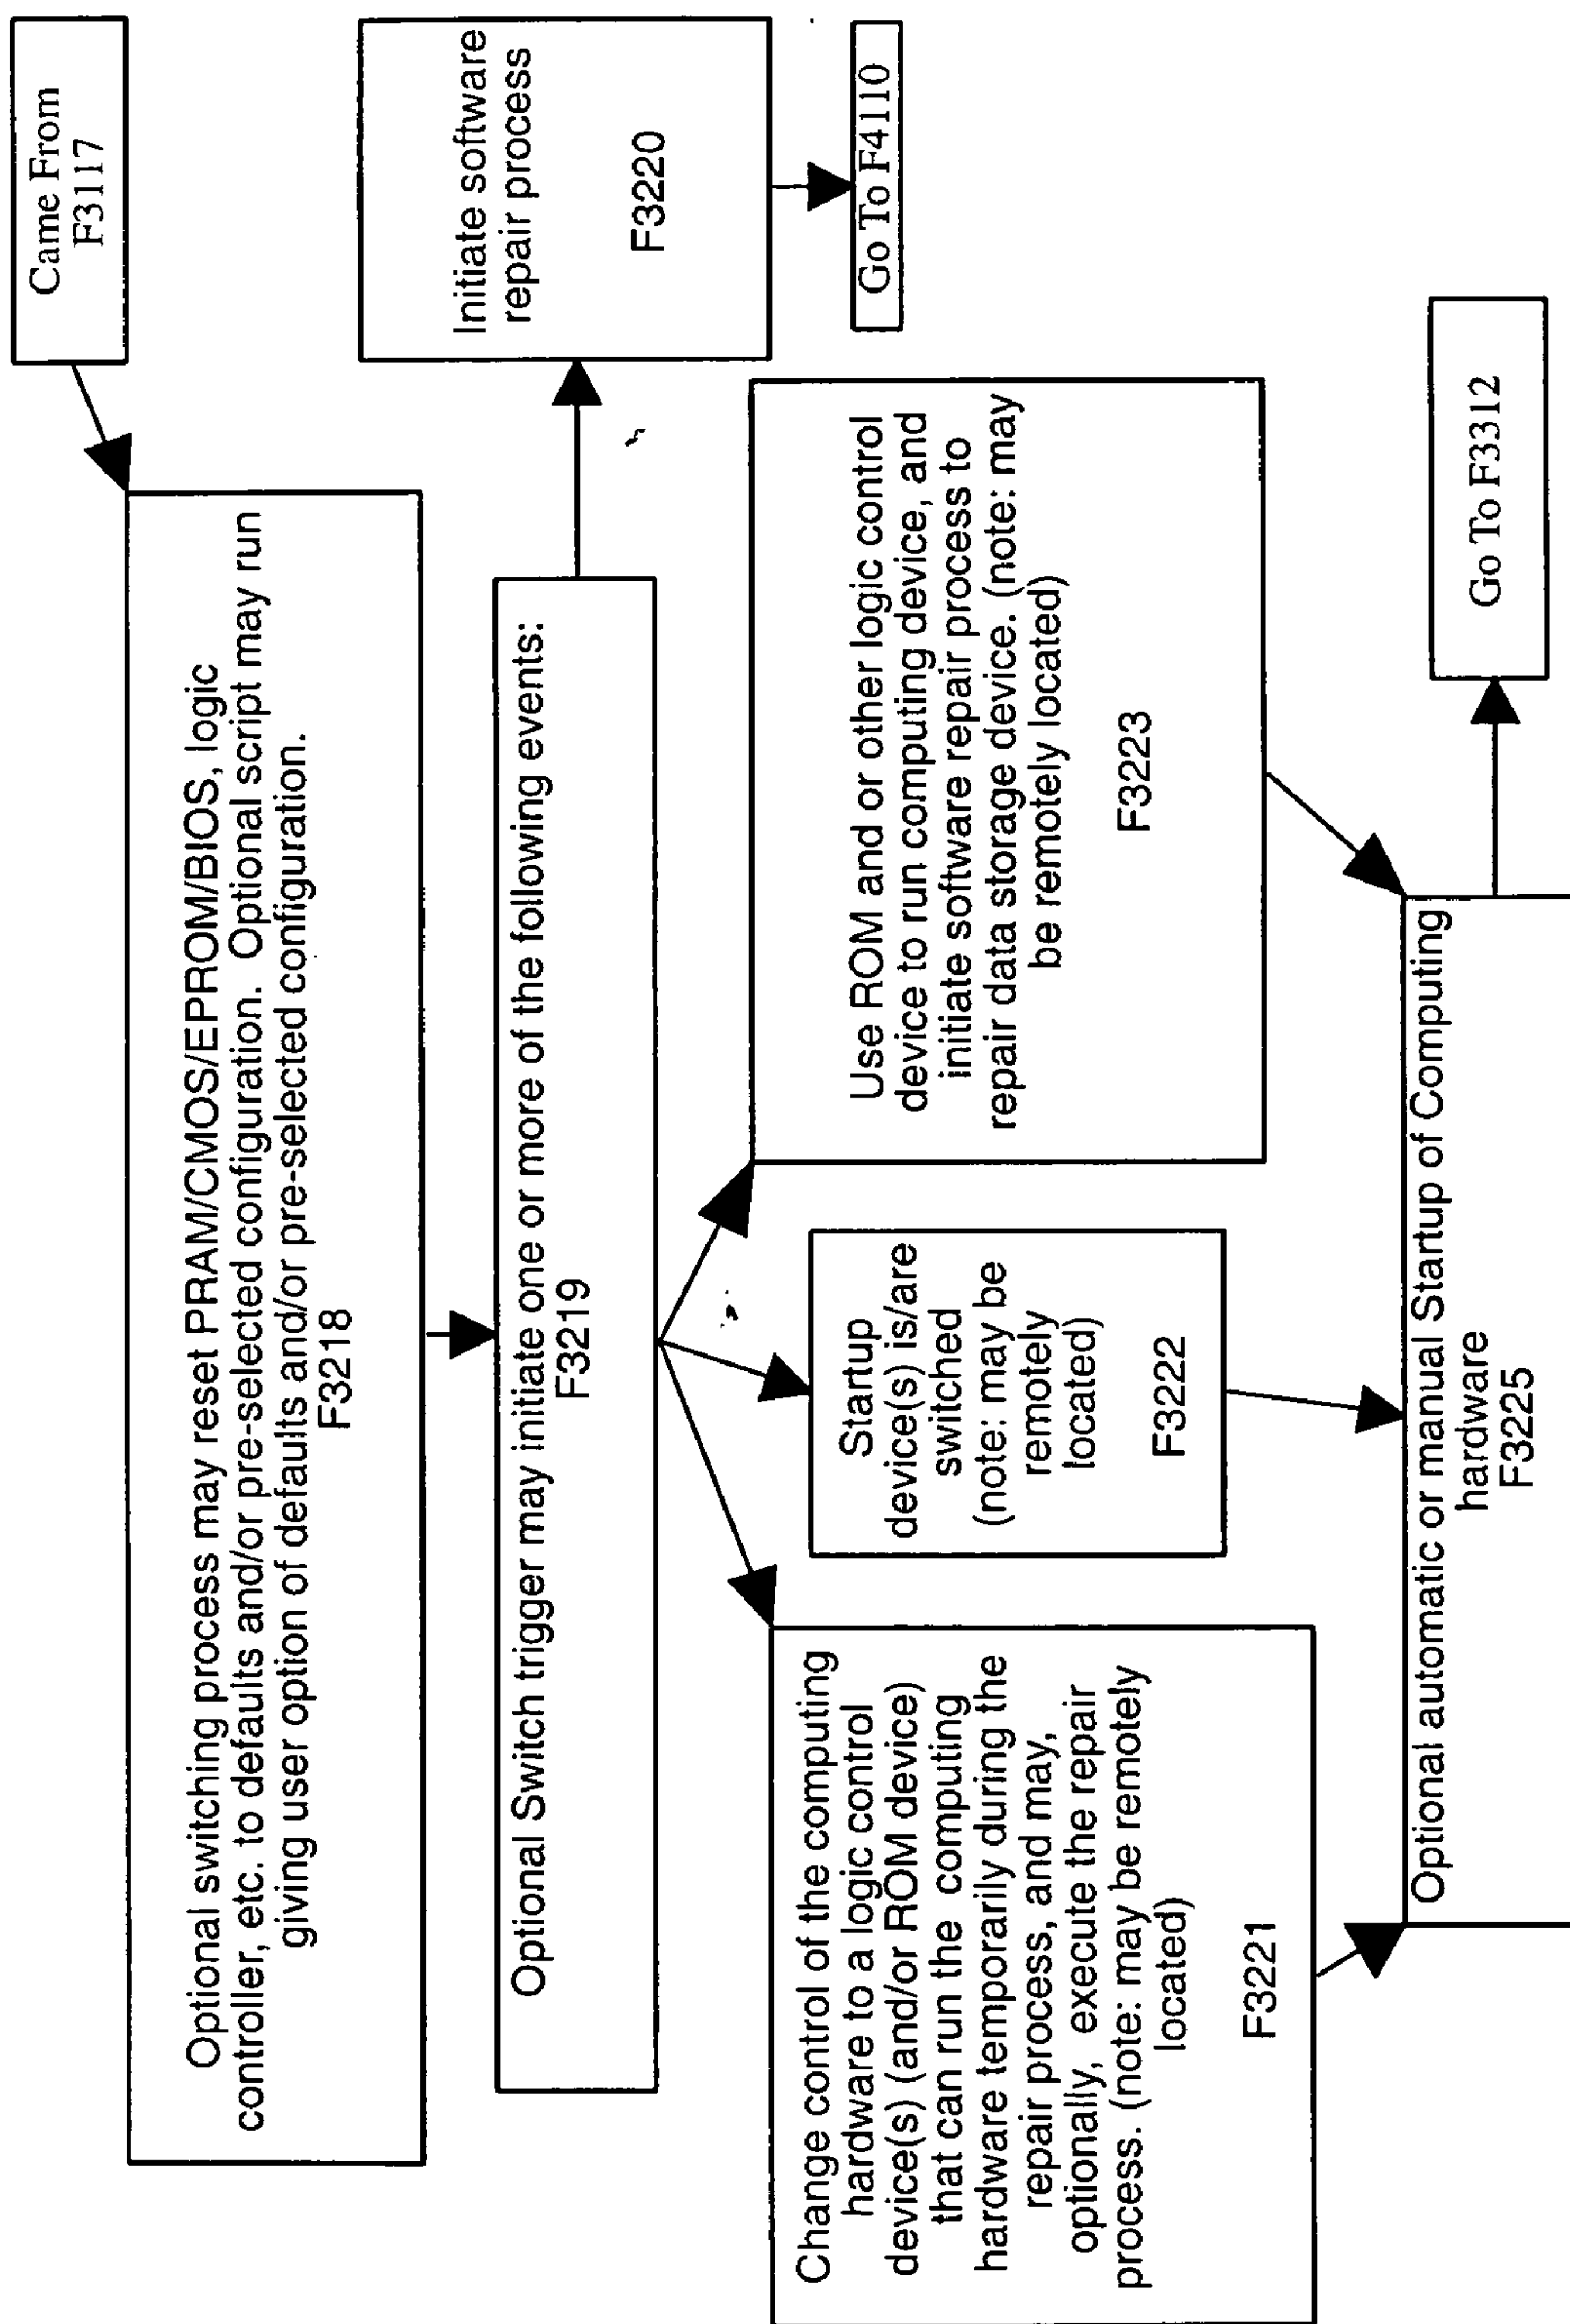 Came From
F3117
Optional switching process may reset PRAM/CMOS/EPROM/BIOS, logic
controller, etc. to defaults and/or pre-selected configuration. Optional script may run
giving user option of defaults and/or pre-selected configuration.
F3218
Optional Switch trigger may initiate one or more of the following events:
F3219
Initiate software
repair process
F3220
Go To F4110
Change control of the computing
hardware to a logic control
device(s) (and/or ROM device)
that can run the computing
hardware temporarily during the
repair process, and may,
optionally, execute the repair
process. (note: may be remotely
located)
F3221
Startup
device(s) is/are
switched
(note: may be
remotely
located)
F3222
Use ROM and or other logic control
device to run computing device, and
initiate software repair process to
repair data storage device. (note: may
be remotely located)
F3223
Optional automatic or manual Startup of Computing
hardware
F3225
Go To F3312